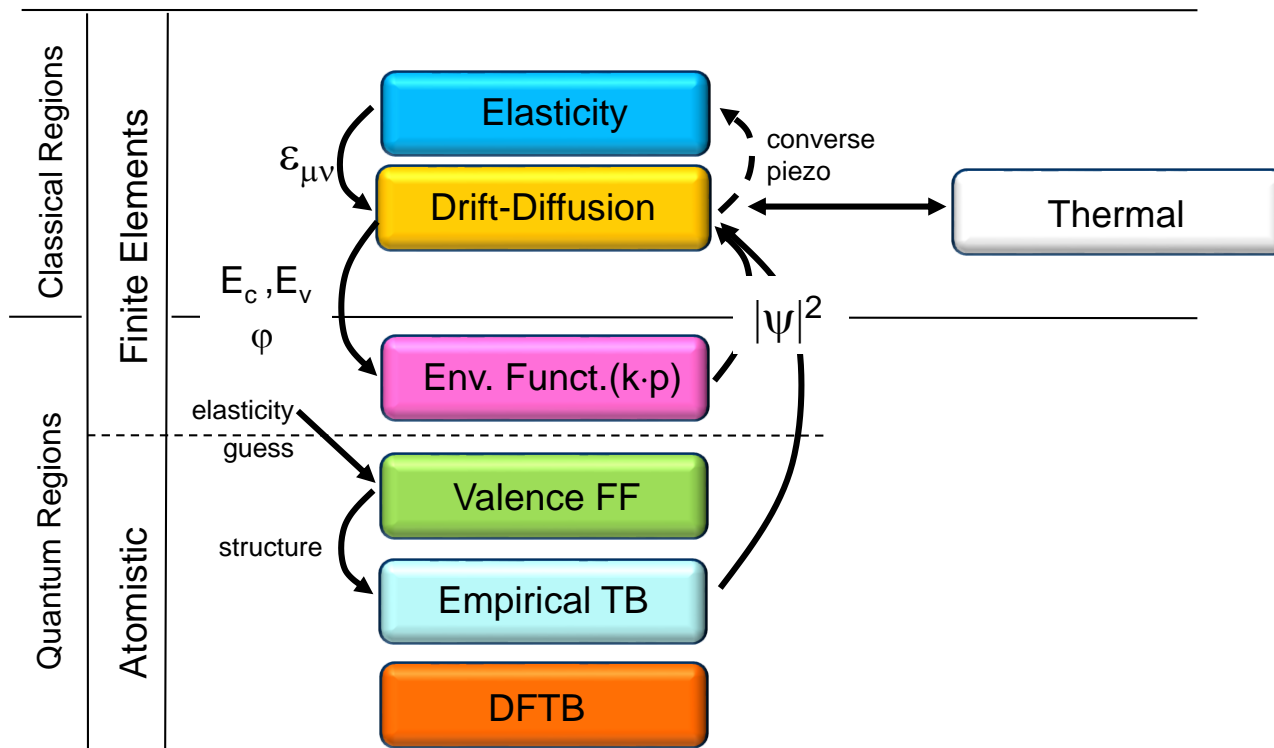 Classical Regions
Quantum Regions
Finite Elements
Atomistic
Elasticity
εμν
converse
piezo
Drift-Diffusion
Thermal
Ec ,Ev
φ
|ψ|2
Env. Funct.(k·p)
elasticity
guess
Valence FF
structure
Empirical TB
DFTB